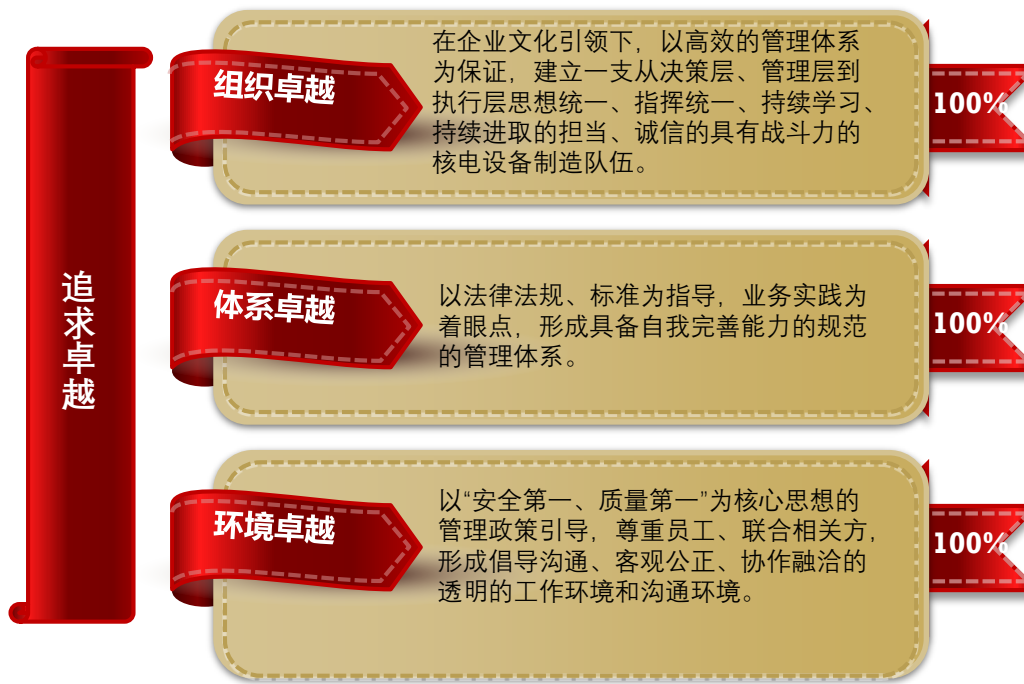 追求卓越
组织卓越
在企业文化引领下，以高效的管理体系
为保证，建立一支从决策层、管理层到
执行层思想统一、指挥统一、持续学习、
持续进取的担当、诚信的具有战斗力的
核电设备制造队伍。
100%
体系卓越
以法律法规、标准为指导，业务实践为
着眼点，形成具备自我完善能力的规范
的管理体系。
100%
环境卓越
以“安全第一、质量第一”为核心思想的
管理政策引导，尊重员工、联合相关方，
形成倡导沟通、客观公正、协作融洽的
透明的工作环境和沟通环境。
100%